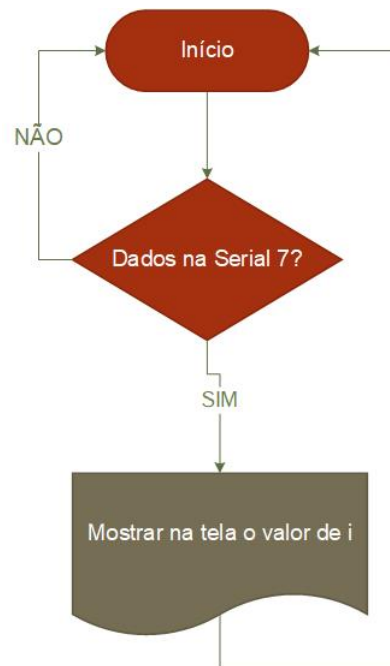 Início
NÃO
Dados na Serial 7?
SIM
Mostrar na tela o valor de i